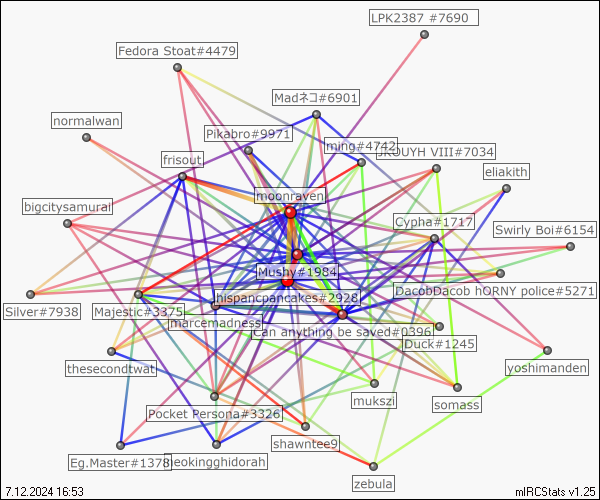 LPK2387 #7690
Fedora Stoat#4479
Madネコ#6901
normalwan
Pikabro#9971
ming#4742
JROUYH VIII#7034
frisout
eliakith
moonraven
bigcitysamurai
Cypha#1717
Swirly Boi#6154
Mushy#1984
DacobDacob hORNY police#5271
hispancpancakes#2928
Silver#7938
Majestic#3375
marcemadness
Can anything be saved#0396
Duck#1245
thesecondtwat
yoshimanden
mukszi
somass
Pocket Persona#3326
shawntee9
Eg.Master#1378
neokingghidorah
zebula
7.12.2024 16:53
mIRCStats v1.25